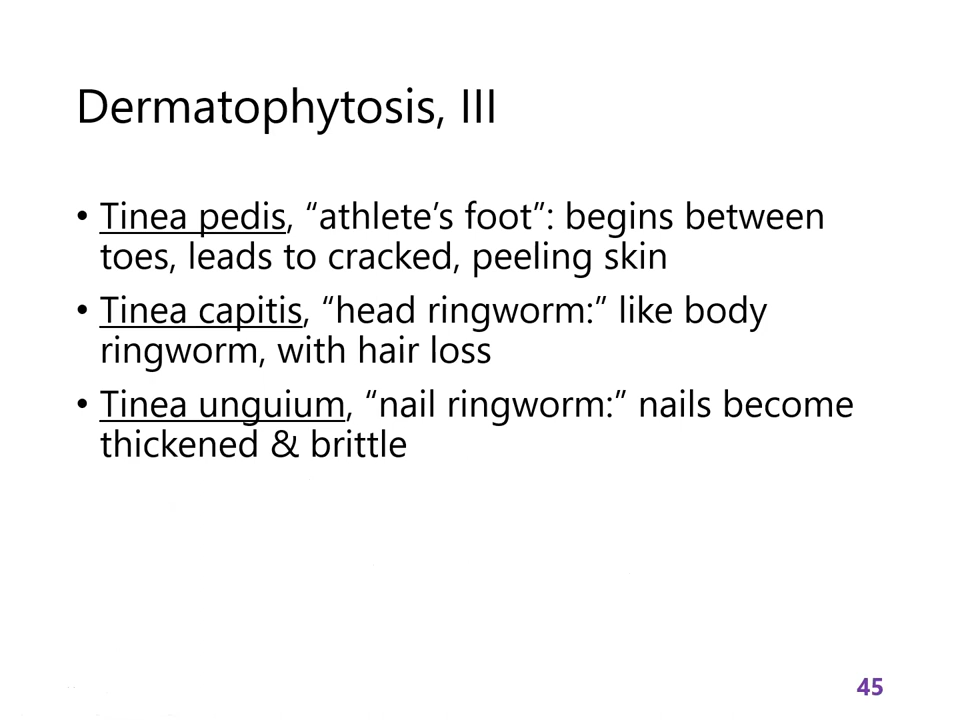 Dermatophytosis, III
• Tinea pedis, “athlete’s foot”: begins between
toes, leads to cracked, peeling skin
• Tinea capitis, “head ringworm:” like body
ringworm, with hair loss
• Tinea unguium, “nail ringworm:” nails become
thickened & brittle
45